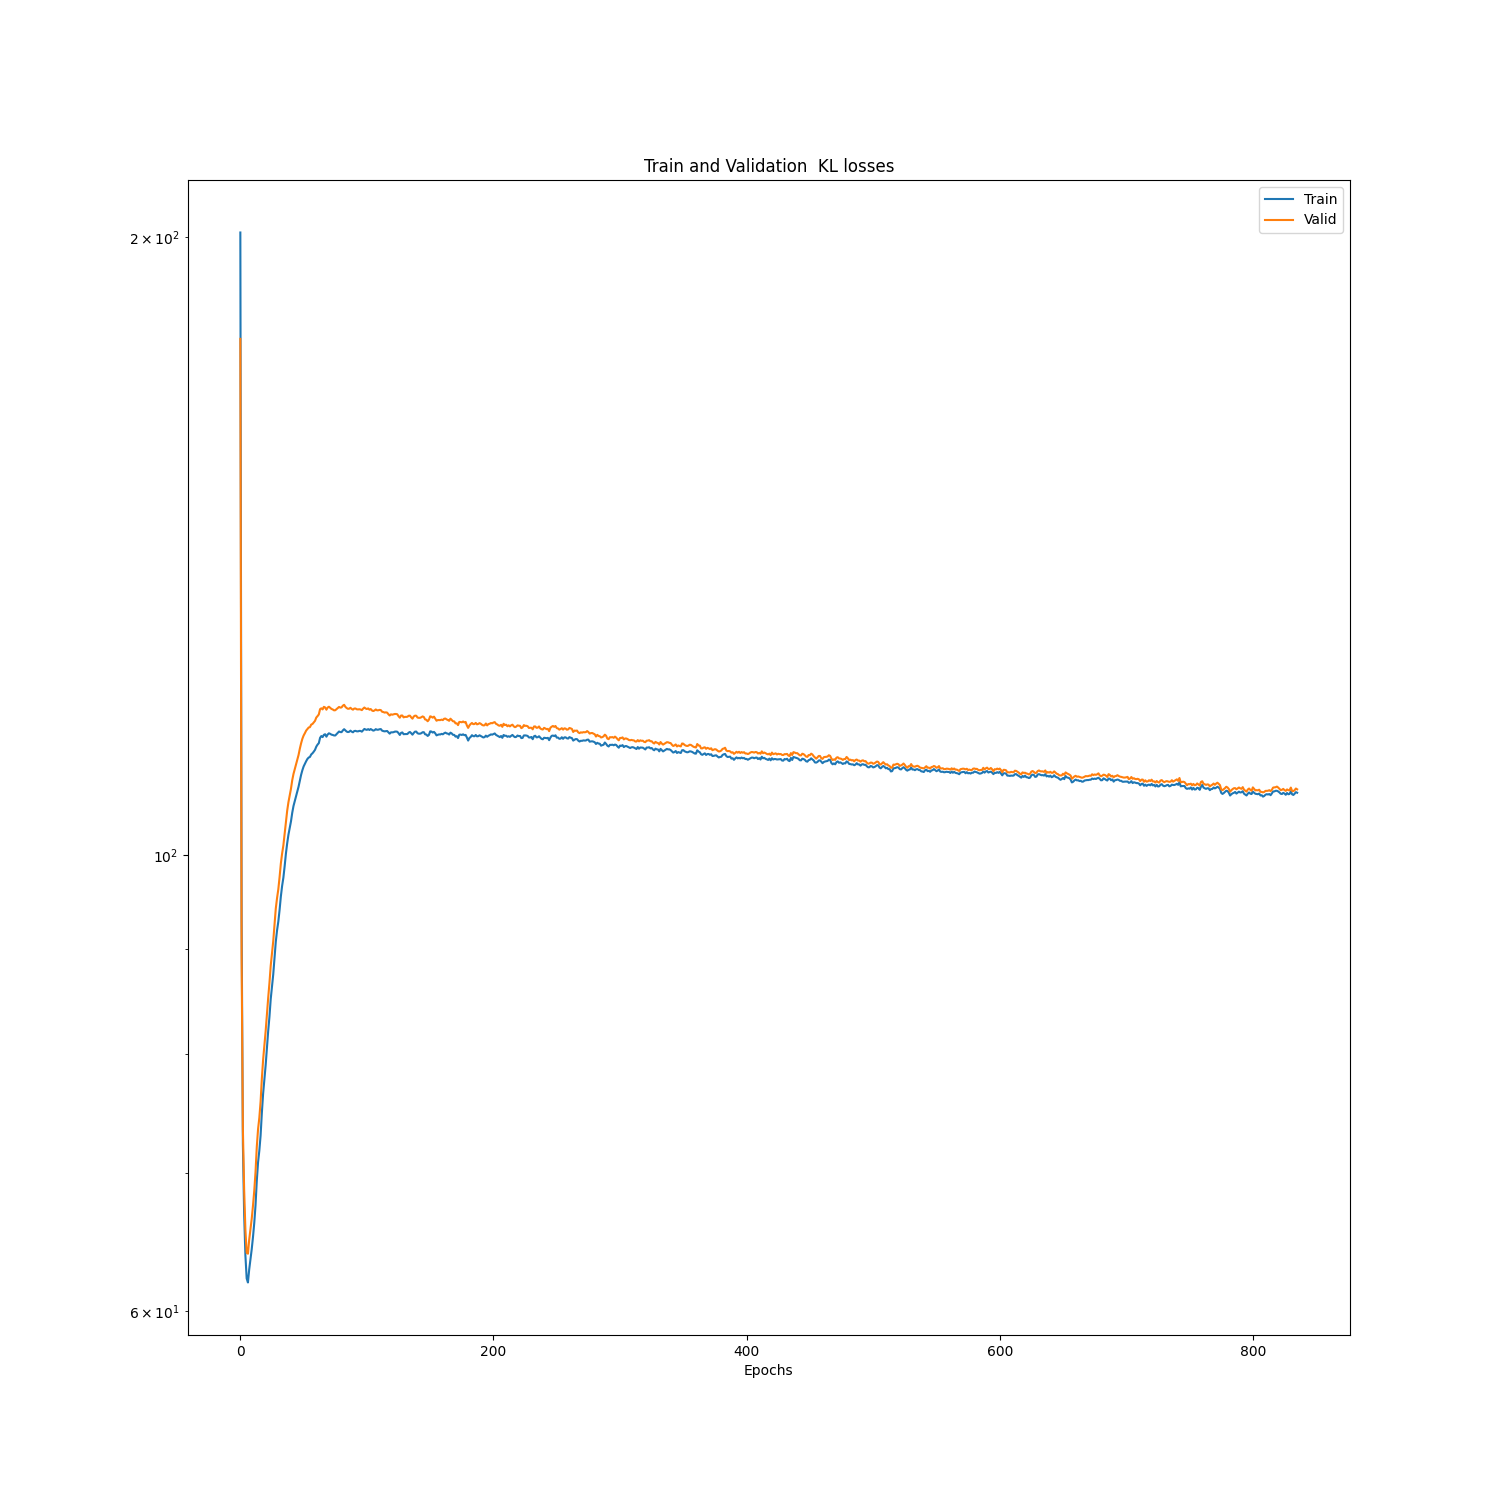 Train and Validation  KL losses
Train
Valid
2 × 10²
10²
6 × 10¹
0 200 400 600 800
Epochs